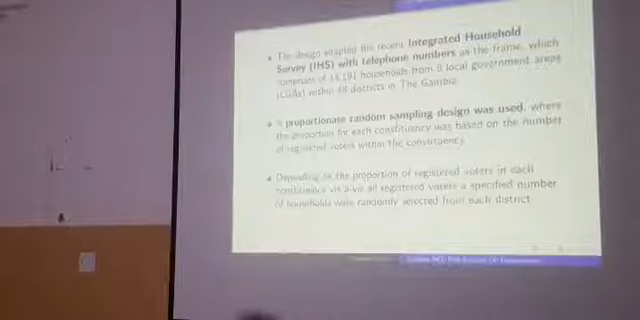 The design adapted the recent Integrated Household
Survey (IHS) with telephone numbers as the frame, which
comprises of 14,191 households from 8 local government areas
(LGAs) within 48 districts in The Gambia
A proportionate random sampling design was used, where
the proportion for each constituency was based on the number
of registered voters within the constituency
Depending on the proportion of registered voters in each
constituency vis-a-vis all registered voters a specified number
of households were randomly selected from each district